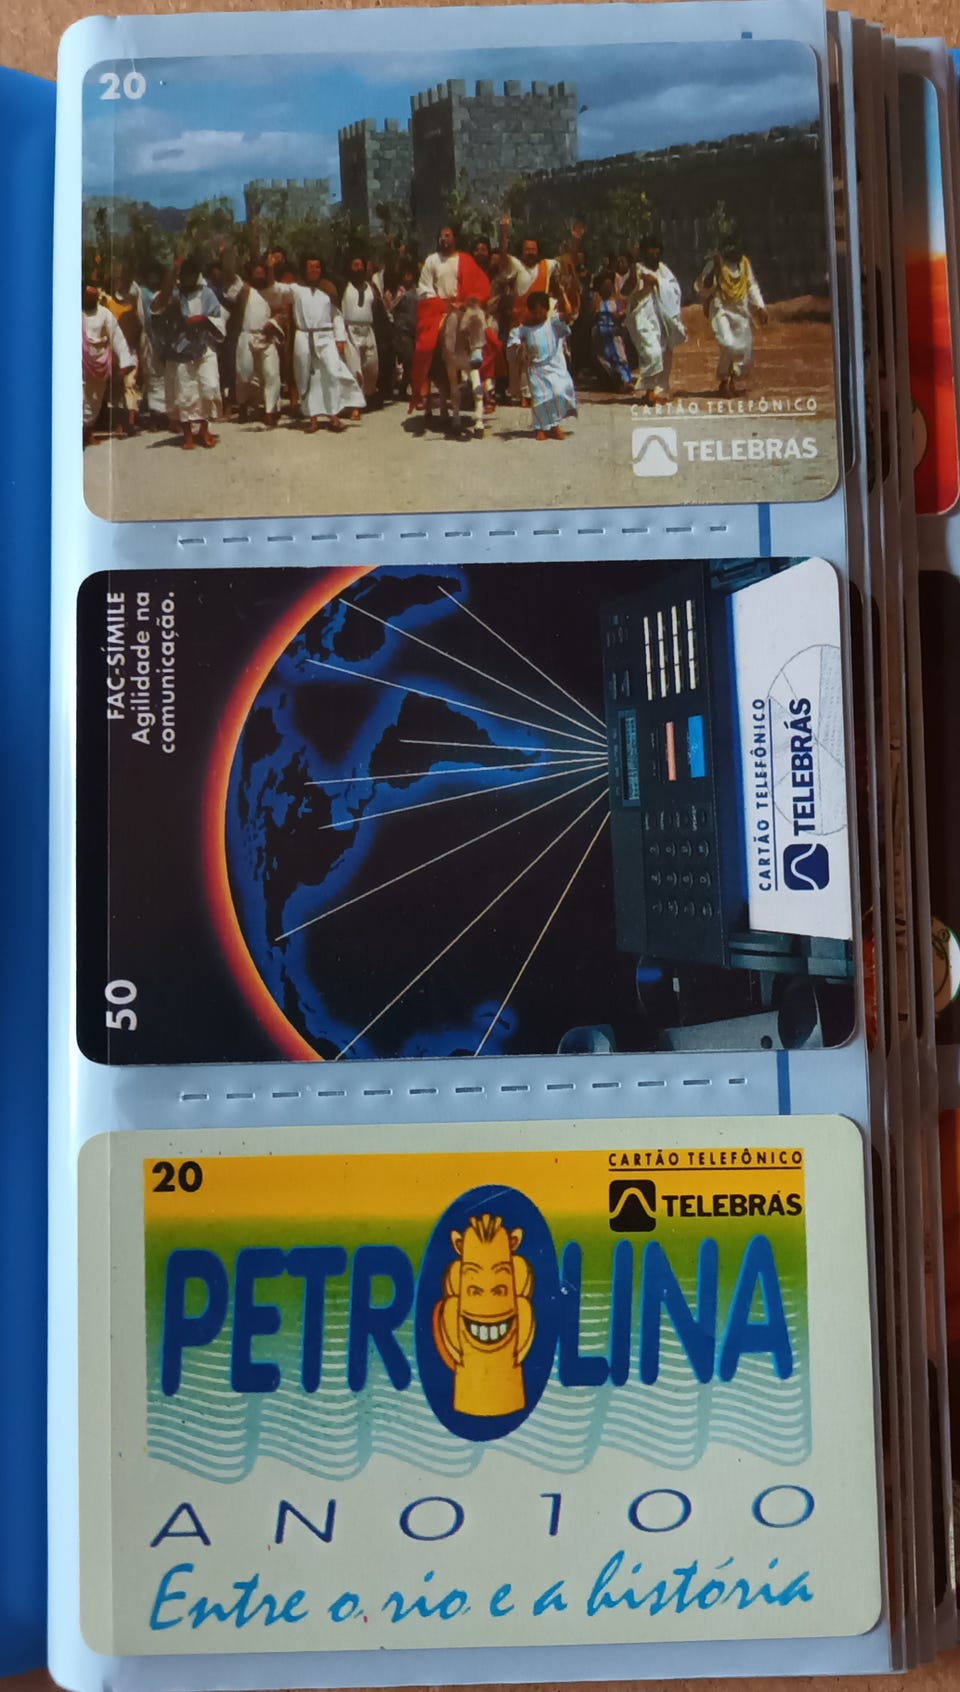 20
CARTÃO TELEFÔNICO
TELEBRÁS
FAC-SÍMILE
Agilidade na
comunicação.
50
CARTÃO TELEFÔNICO
TELEBRÁS
20
CARTÃO TELEFÔNICO
TELEBRÁS
PETROLINA
ANO 100
Entre o rio e a história